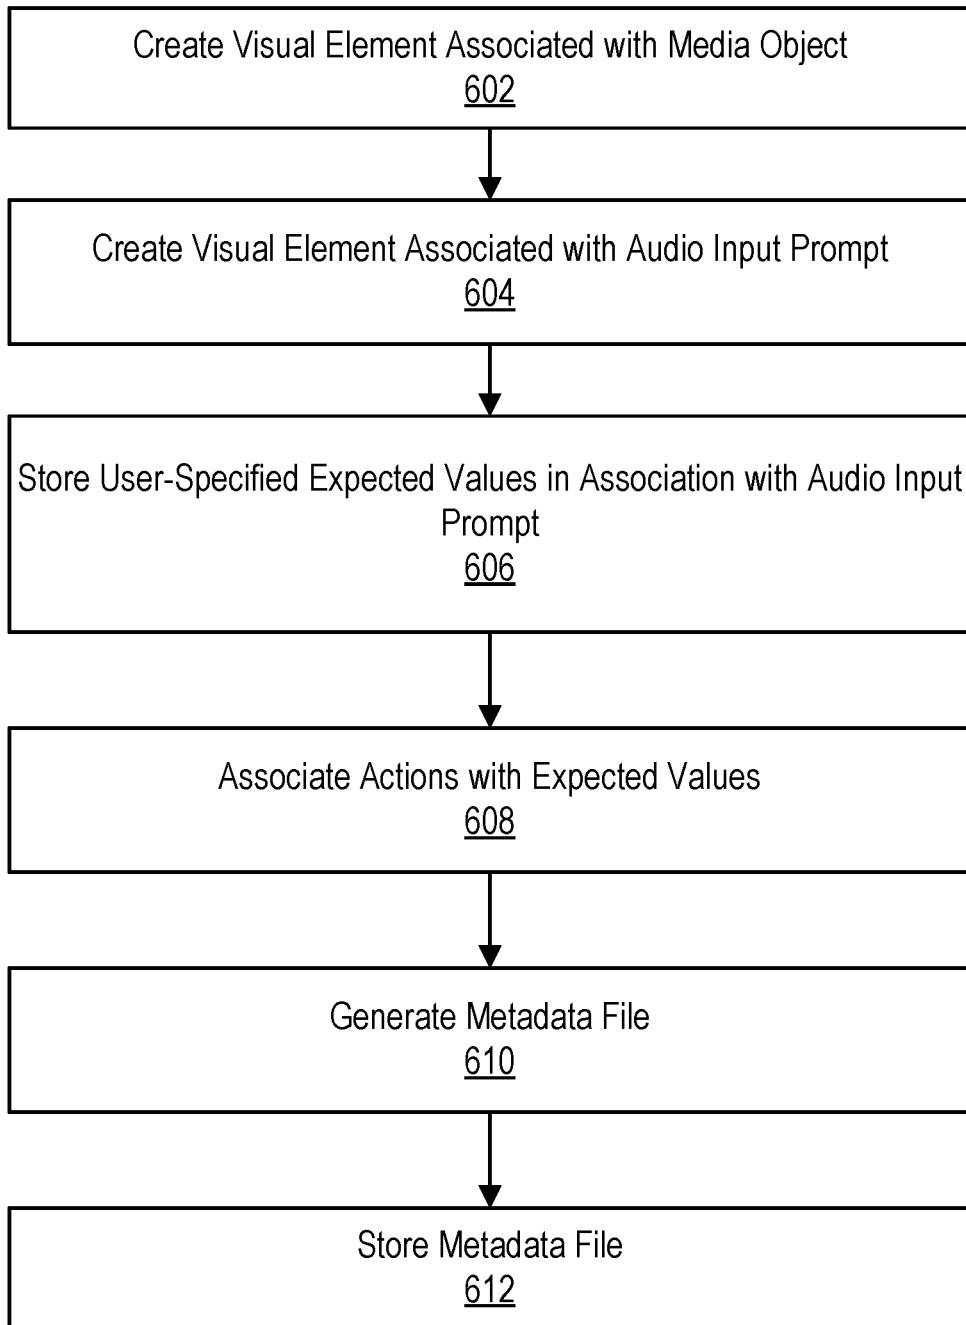 Create Visual Element Associated with Media Object
602
Create Visual Element Associated with Audio Input Prompt
604
Store User-Specified Expected Values in Association with Audio Input
Prompt
606
Associate Actions with Expected Values
608
Generate Metadata File
610
Store Metadata File
612